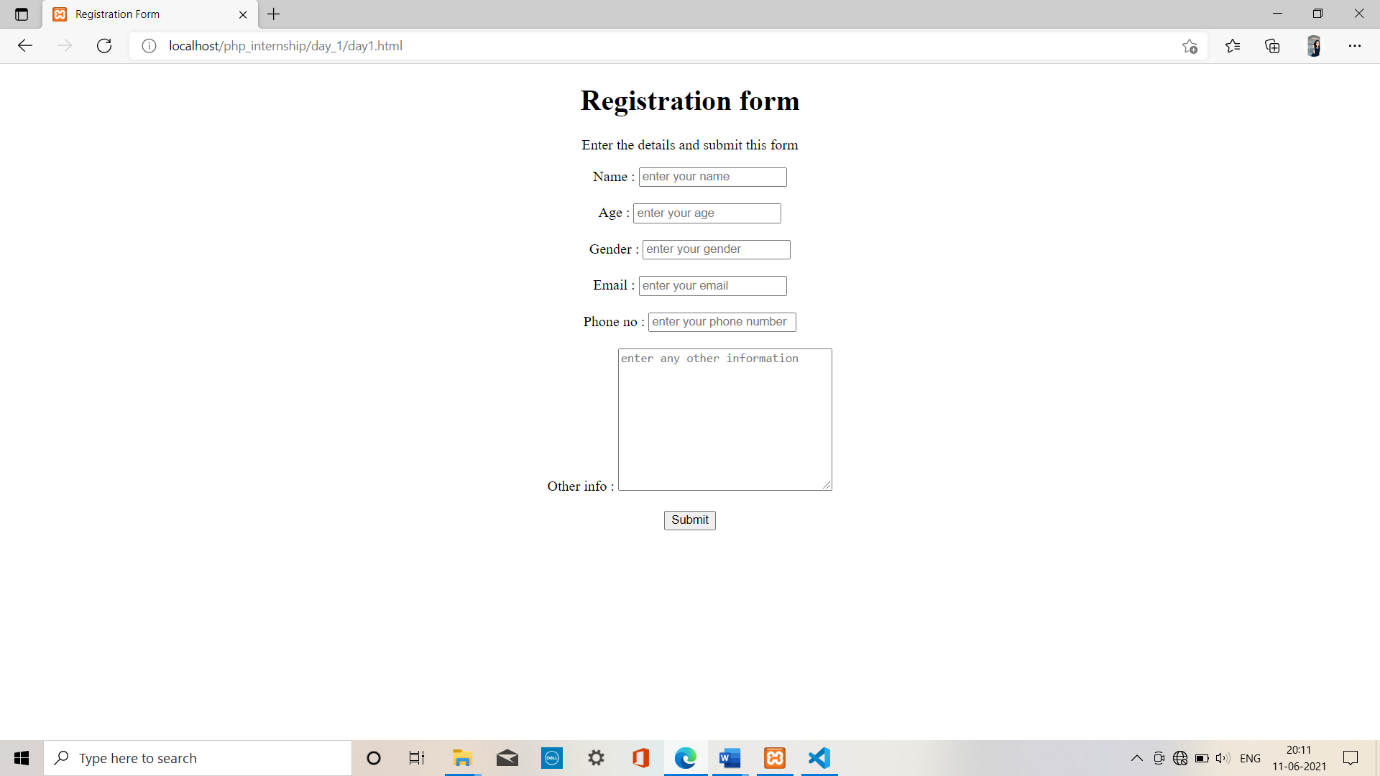 Registration Form
localhost/php_internship/day_1/day1.html
Registration form
Enter the details and submit this form
Name : enter your name
Age : enter your age
Gender : enter your gender
Email : enter your email
Phone no : enter your phone number
enter any other information
Other info :
Submit
Type here to search
DELL
ENG
20:11
11-06-2021